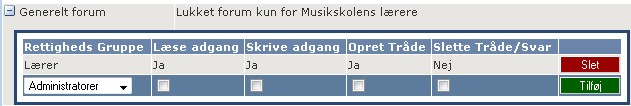 Generelt forum Lukket forum kun for Musikskolens lærere
Rettigheds Gruppe Læse adgang Skrive adgang Opret Tråde Slette Tråde/Svar
Lærer Ja Ja Ja Nej Slet
Administratorer Tilføj